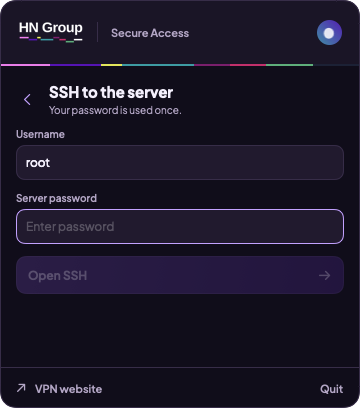 HN Group
Secure Access
SSH to the server
Your password is used once.
Username
root
Server password
Enter password
Open SSH
VPN website
Quit